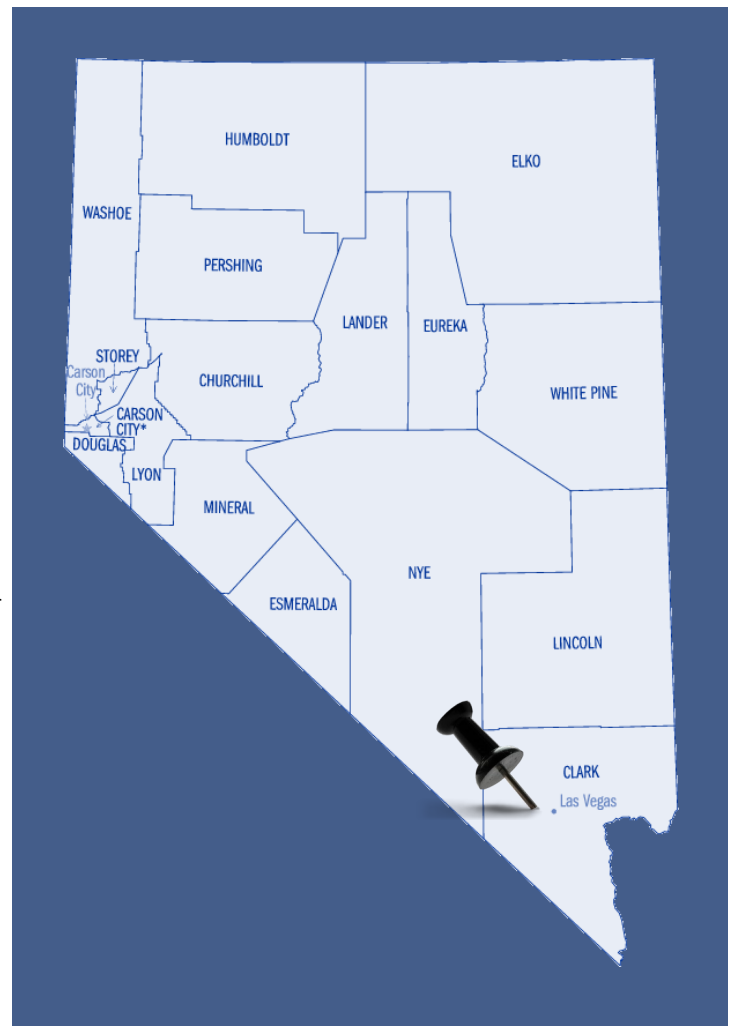 HUMBOLDT
ELKO
WASHOE
PERSHING
LANDER
EUREKA
STOREY
Carson
City
CHURCHILL
WHITE PINE
CARSON
CITY*
DOUGLAS
LYON
MINERAL
NYE
ESMERALDA
LINCOLN
CLARK
Las Vegas